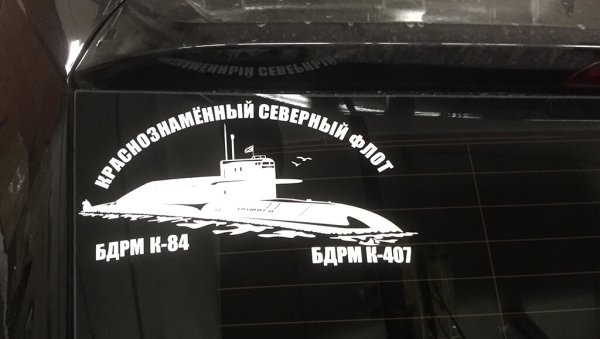 КРАСНОЗНАМЁННЫЙ СЕВЕРНЫЙ ФЛОТ
БДРМ К-84
БДРМ К-407